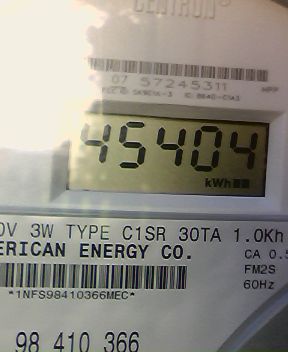 CENTRON®
07 57245311
45404
kWh
3W TYPE C1SR 30TA 1.0Kh
ERICAN ENERGY CO.
CA 0.5
FM2S
60Hz
*1NFS98410366MEC*
98 410 366